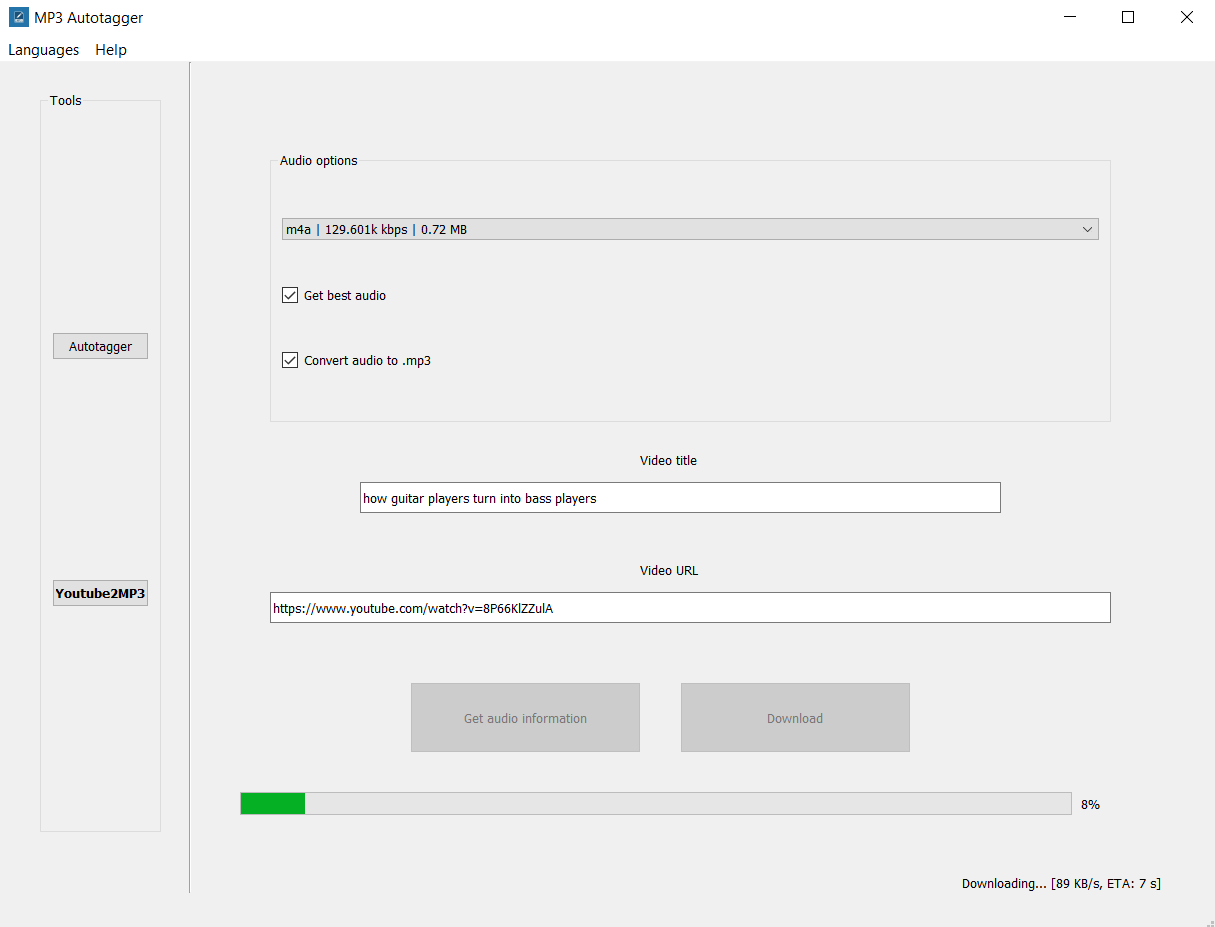 MP3 Autotagger
Languages Help
Tools
Audio options
m4a | 129.601k kbps | 0.72 MB
Get best audio
Autotagger
Convert audio to .mp3
Video title
how guitar players turn into bass players
Video URL
Youtube2MP3
https://www.youtube.com/watch?v=8P66KlZZulA
Get audio information
Download
8%
Downloading... [89 KB/s, ETA: 7 s]